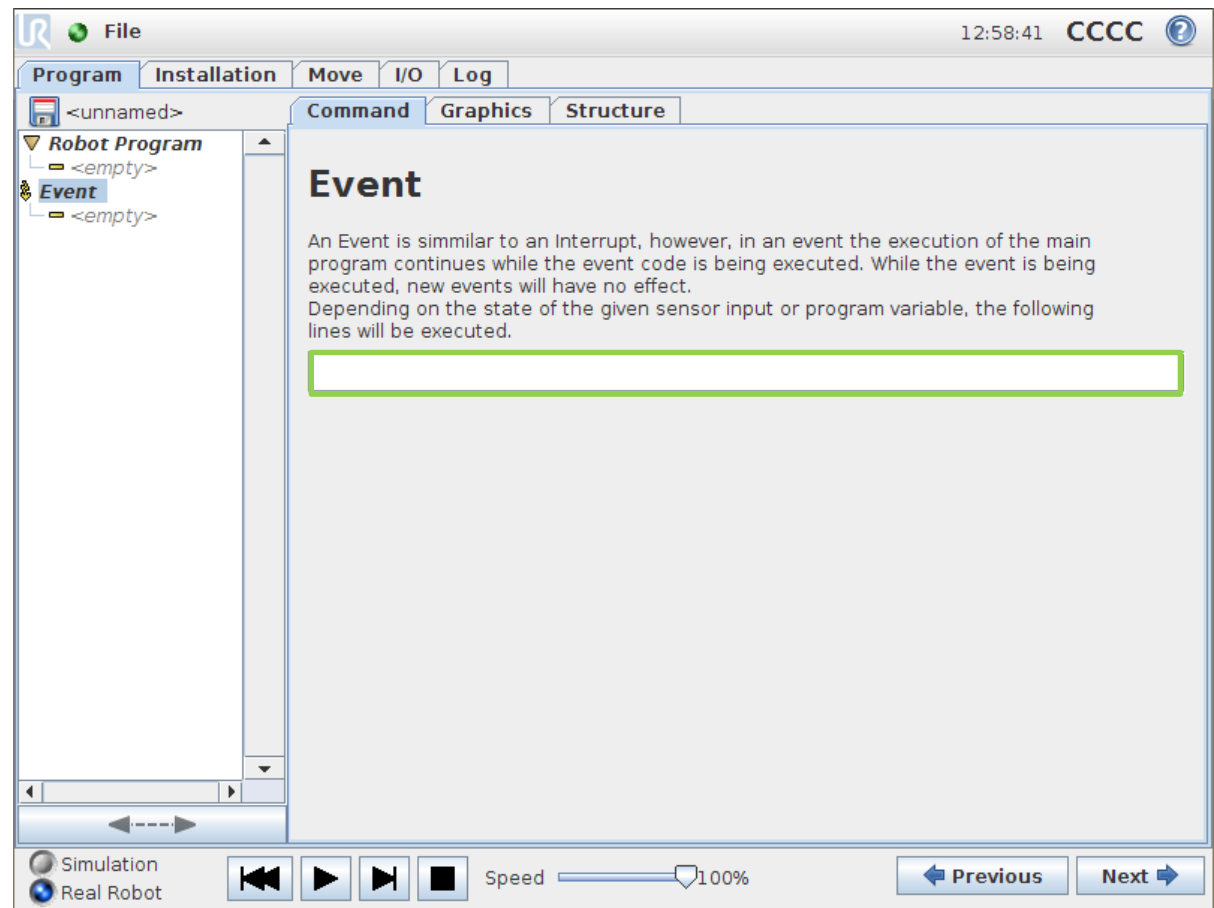 UR File 12:58:41 CCCC ?
Program Installation Move I/O Log
<unnamed>
Command Graphics Structure
Robot Program
<empty>
Event
<empty>
Event
An Event is simmilar to an Interrupt, however, in an event the execution of the main
program continues while the event code is being executed. While the event is being
executed, new events will have no effect.
Depending on the state of the given sensor input or program variable, the following
lines will be executed.
Simulation
Real Robot
Speed 100%
Previous Next